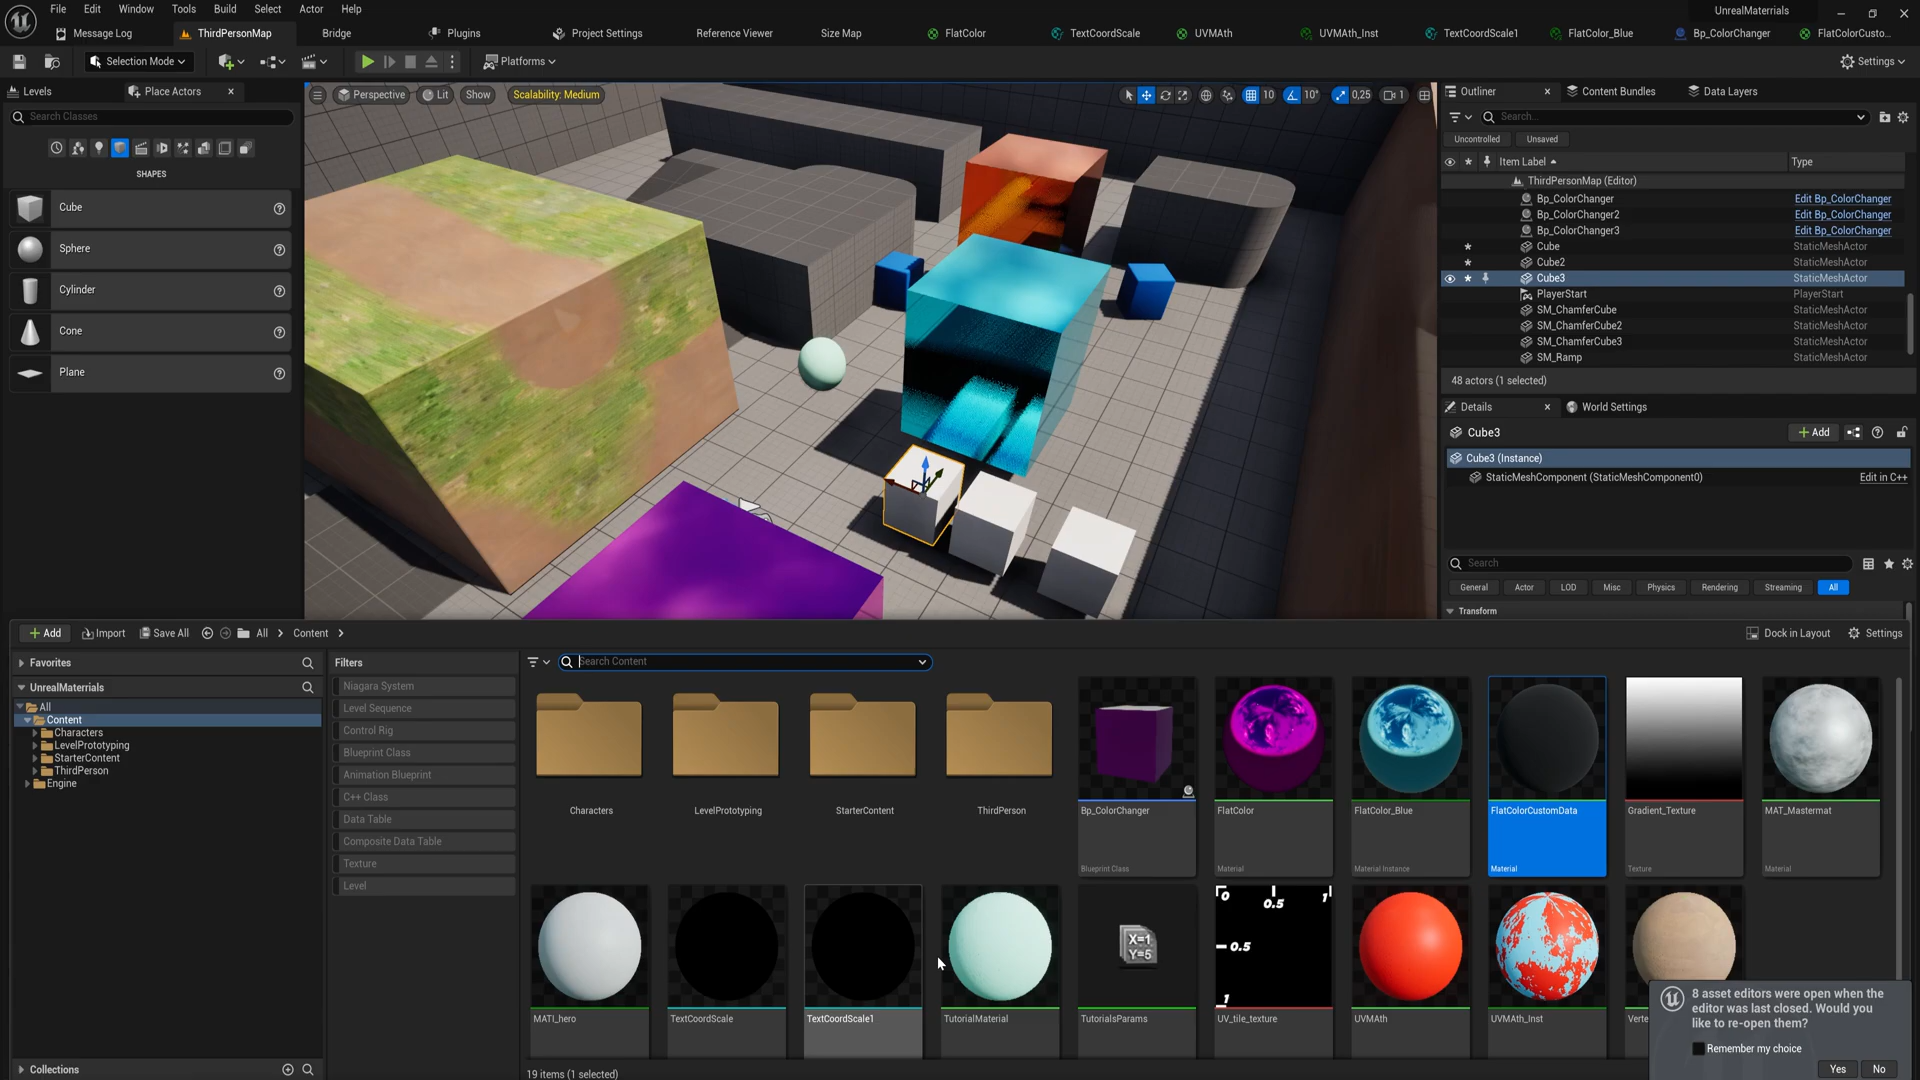 File Edit Window Tools Build Select Actor Help
UnrealMaterials
Message Log
ThirdPersonMap
Bridge
Plugins
Project Settings
Reference Viewer
Size Map
FlatColor
TextCoordScale
UVMAth
UVMAth_Inst
TextCoordScale1
FlatColor_Blue
Bp_ColorChanger
FlatColorCusto...
Selection Mode
Platforms
Settings
Levels
Place Actors
Search Classes
SHAPES
Cube
Sphere
Cylinder
Cone
Plane
Perspective
Lit
Show
Scalability: Medium
10
10°
0,25
1
Outliner
Content Bundles
Data Layers
Search...
Uncontrolled
Unsaved
Item Label
Type
ThirdPersonMap (Editor)
Bp_ColorChanger Edit Bp_ColorChanger
Bp_ColorChanger2 Edit Bp_ColorChanger
Bp_ColorChanger3 Edit Bp_ColorChanger
Cube StaticMeshActor
Cube2 StaticMeshActor
Cube3 StaticMeshActor
PlayerStart PlayerStart
SM_ChamferCube StaticMeshActor
SM_ChamferCube2 StaticMeshActor
SM_ChamferCube3 StaticMeshActor
SM_Ramp StaticMeshActor
48 actors (1 selected)
Details
World Settings
Cube3
Add
Cube3 (Instance)
StaticMeshComponent (StaticMeshComponent0) Edit in C++
Search
General Actor LOD Misc Physics Rendering Streaming All
Transform
Add
Import
Save All
All
Content
Dock in Layout
Settings
Favorites
UnrealMaterials
All
Content
Characters
LevelPrototyping
StarterContent
ThirdPerson
Engine
Collections
Filters
Niagara System
Level Sequence
Control Rig
Blueprint Class
Animation Blueprint
C++ Class
Data Table
Composite Data Table
Texture
Level
Search Content
Characters
LevelPrototyping
StarterContent
ThirdPerson
Bp_ColorChanger
Blueprint Class
FlatColor
Material
FlatColor_Blue
Material Instance
FlatColorCustomData
Material
Gradient_Texture
Texture
MAT_Mastermat
Material
MATI_hero
TextCoordScale
TextCoordScale1
TutorialMaterial
X=1
Y=5
TutorialsParams
0 0.5 1
0.5
1
UV_tile_texture
UVMAth
UVMAth_Inst
Verte
19 items (1 selected)
8 asset editors were open when the
editor was last closed. Would you
like to re-open them?
Remember my choice
Yes No